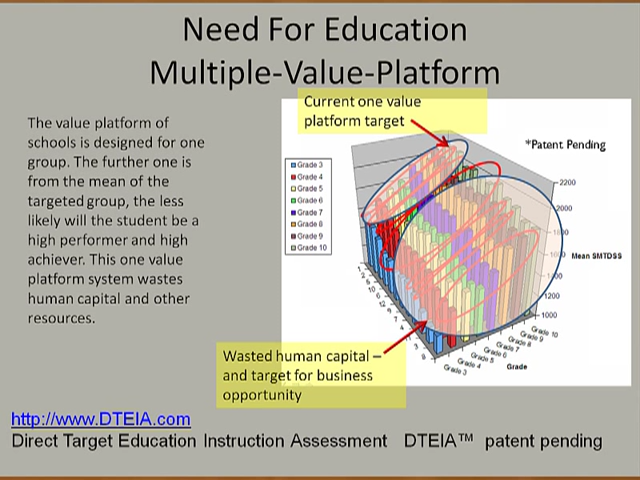 Need For Education
Multiple-Value-Platform
The value platform of
schools is designed for one
group. The further one is
from the mean of the
targeted group, the less
likely will the student be a
high performer and high
achiever. This one value
platform system wastes
human capital and other
resources.
Current one value
platform target
*Patent Pending
Grade 3
Grade 4
Grade 5
Grade 6
Grade 7
Grade 8
Grade 9
Grade 10
2200
2000
1200
1000
Mean SMTDSS
Grade 10
Grade 9
Grade 8
Grade 7
Grade 6
Grade 5
Grade 4
Grade 3
Grade
Wasted human capital –
and target for business
opportunity
http://www.DTEIA.com
Direct Target Education Instruction Assessment DTEIA™ patent pending